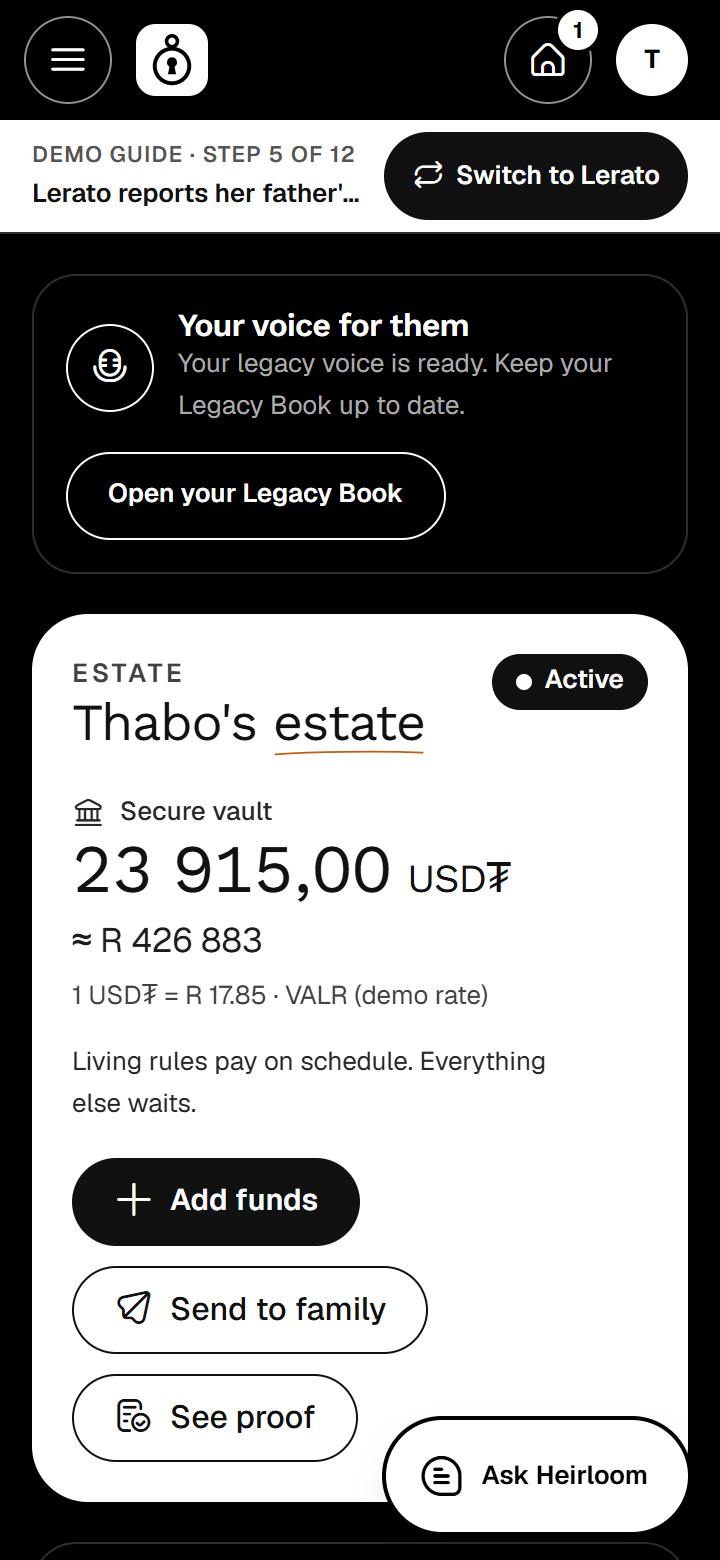 1
T
DEMO GUIDE · STEP 5 OF 12
Lerato reports her father'...
Switch to Lerato
Your voice for them
Your legacy voice is ready. Keep your
Legacy Book up to date.
Open your Legacy Book
ESTATE
Active
Thabo's estate
Secure vault
23 915,00 USD₮
≈ R 426 883
1 USD₮ = R 17.85 · VALR (demo rate)
Living rules pay on schedule. Everything
else waits.
Add funds
Send to family
See proof
Ask Heirloom